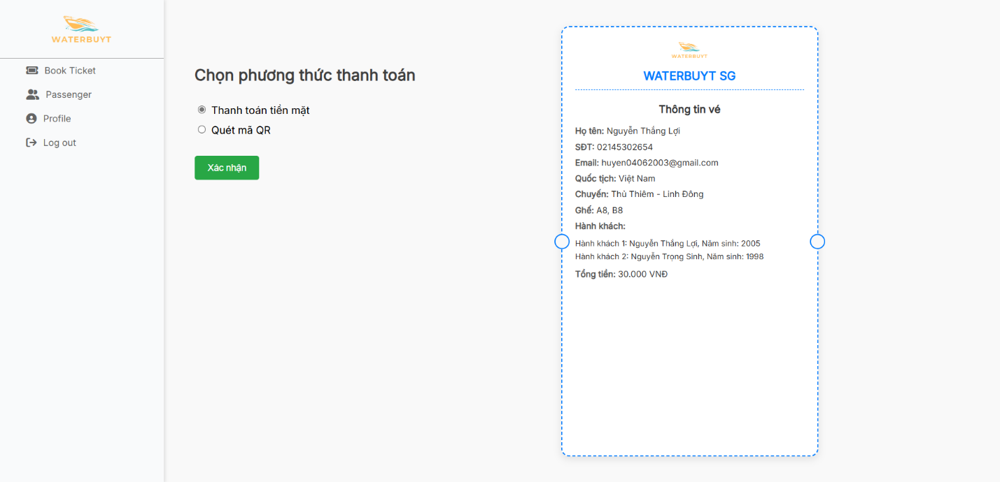 WATERBUYT
Book Ticket
Passenger
Profile
Log out
Chọn phương thức thanh toán
Thanh toán tiền mặt
Quét mã QR
Xác nhận
WATERBUYT
WATERBUYT SG
Thông tin vé
Họ tên: Nguyễn Thắng Lợi
SĐT: 02145302654
Email: huyen04062003@gmail.com
Quốc tịch: Việt Nam
Chuyến: Thủ Thiêm - Linh Đông
Ghế: A8, B8
Hành khách:
Hành khách 1: Nguyễn Thắng Lợi, Năm sinh: 2005
Hành khách 2: Nguyễn Trọng Sinh, Năm sinh: 1998
Tổng tiền: 30.000 VNĐ